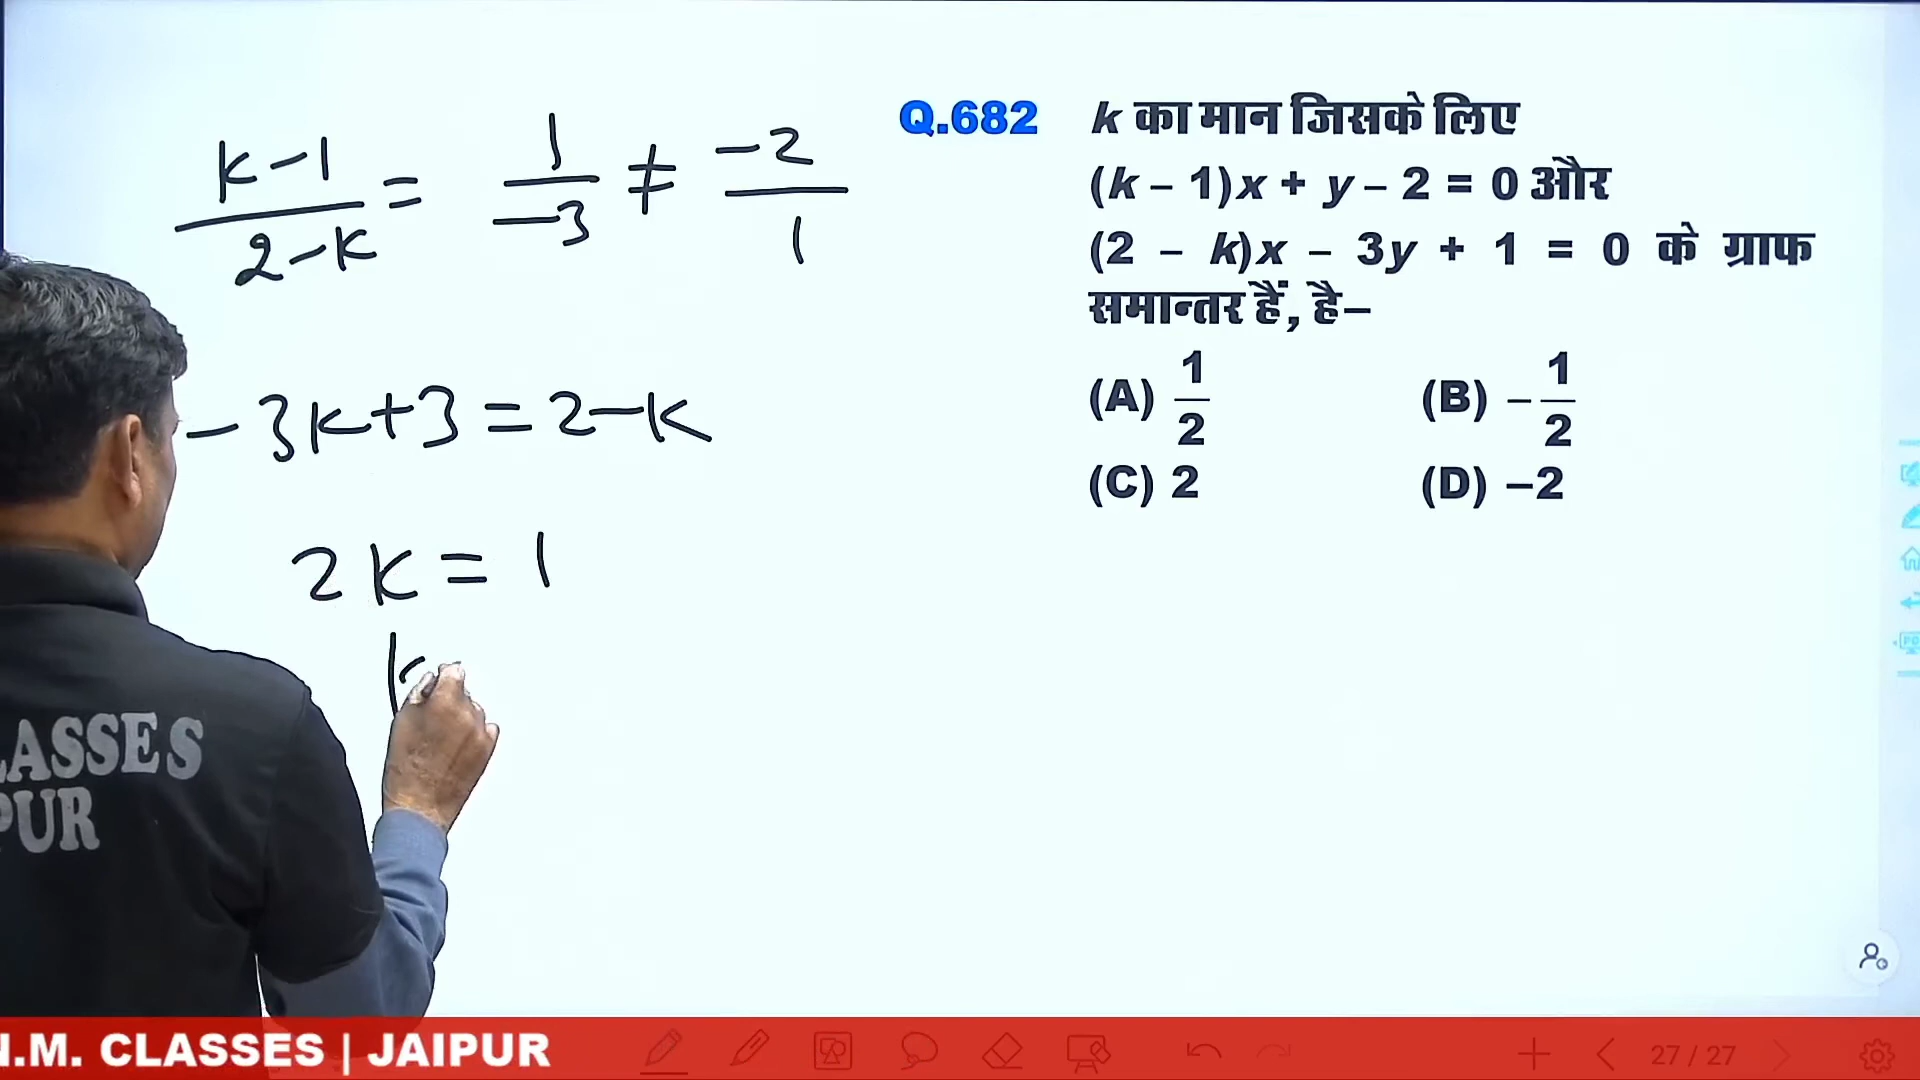 k-1/2-k = 1/-3 ≠ -2/1
-3k+3=2-k
2k=1
k
Q.682 k का मान जिसके लिए
(k – 1)x + y – 2 = 0 और
(2 – k)x – 3y + 1 = 0 के ग्राफ
समान्तर हैं, है–
(A) 1/2 (B) -1/2
(C) 2 (D) –2
LASSES
PUR
N.M. CLASSES | JAIPUR
27 / 27